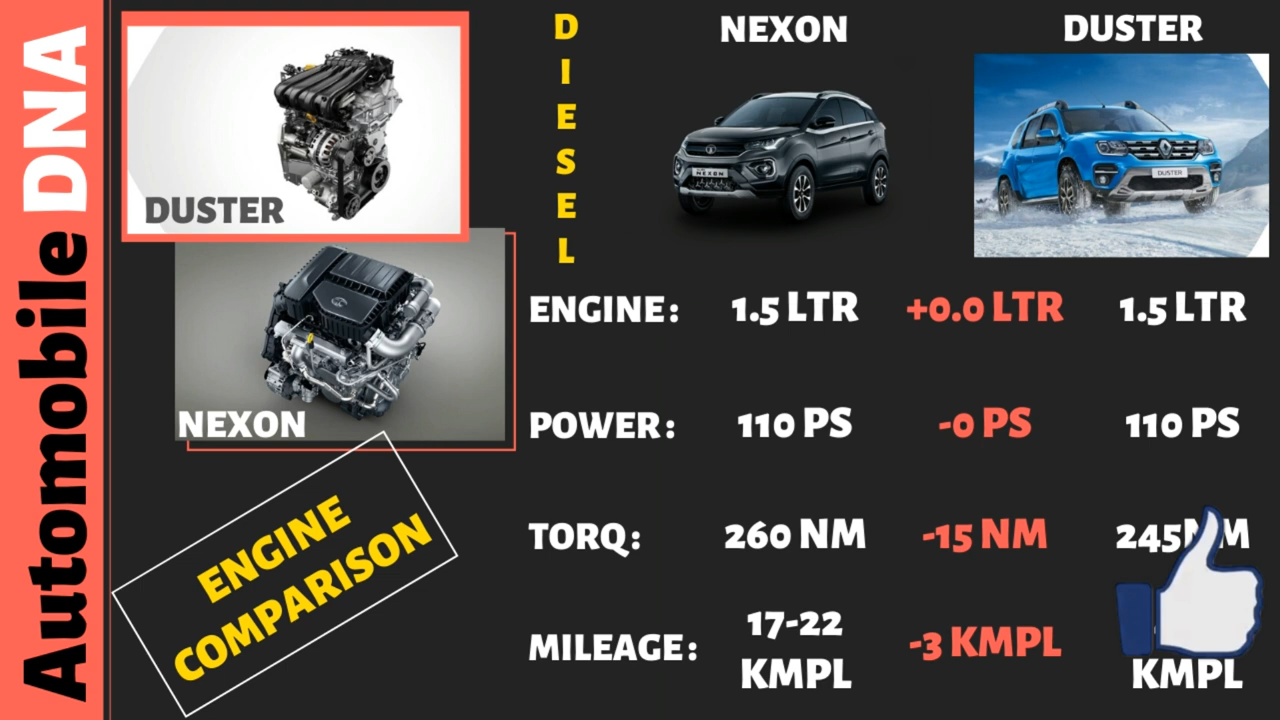 Automobile DNA
DUSTER
NEXON
ENGINE
COMPARISON
DIESEL
NEXON
DUSTER
NEXON
DUSTER
ENGINE: 1.5 LTR +0.0 LTR 1.5 LTR
POWER: 110 PS -0 PS 110 PS
TORQ: 260 NM -15 NM 245NM
MILEAGE: 17-22 KMPL -3 KMPL KMPL